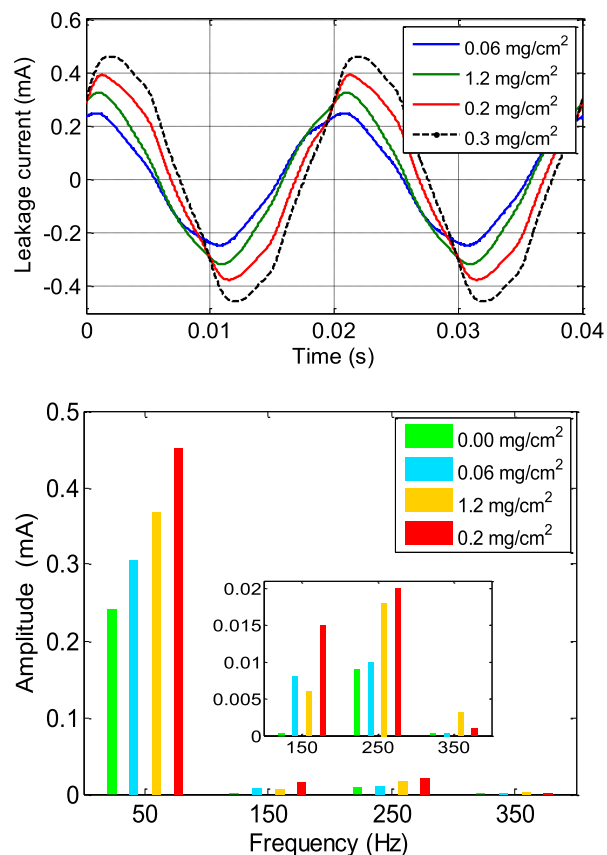 0.6
0.4
0.2
0
-0.2
-0.4
Leakage current (mA)
0.06 mg/cm²
1.2 mg/cm²
0.2 mg/cm²
0.3 mg/cm²
0 0.01 0.02 0.03 0.04
Time (s)
0.5
0.4
0.3
0.2
0.1
0
Amplitude (mA)
0.00 mg/cm²
0.06 mg/cm²
1.2 mg/cm²
0.2 mg/cm²
0.02
0.015
0.01
0.005
0
150 250 350
50 150 250 350
Frequency (Hz)